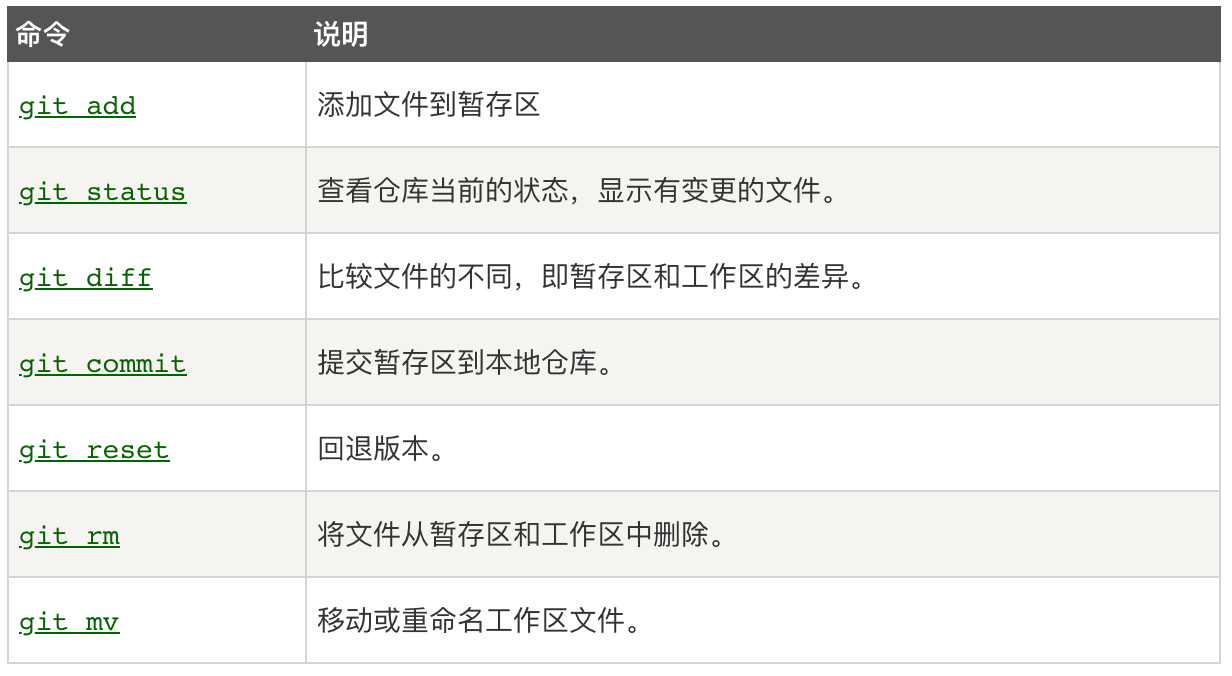 命令 说明
git add 添加文件到暂存区
git status 查看仓库当前的状态，显示有变更的文件。
git diff 比较文件的不同，即暂存区和工作区的差异。
git commit 提交暂存区到本地仓库。
git reset 回退版本。
git rm 将文件从暂存区和工作区中删除。
git mv 移动或重命名工作区文件。